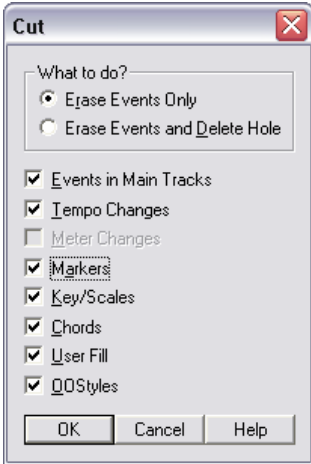 Cut
What to do?
Erase Events Only
Erase Events and Delete Hole
Events in Main Tracks
Tempo Changes
Meter Changes
Markers
Key/Scales
Chords
User Fill
OOStyles
OK Cancel Help